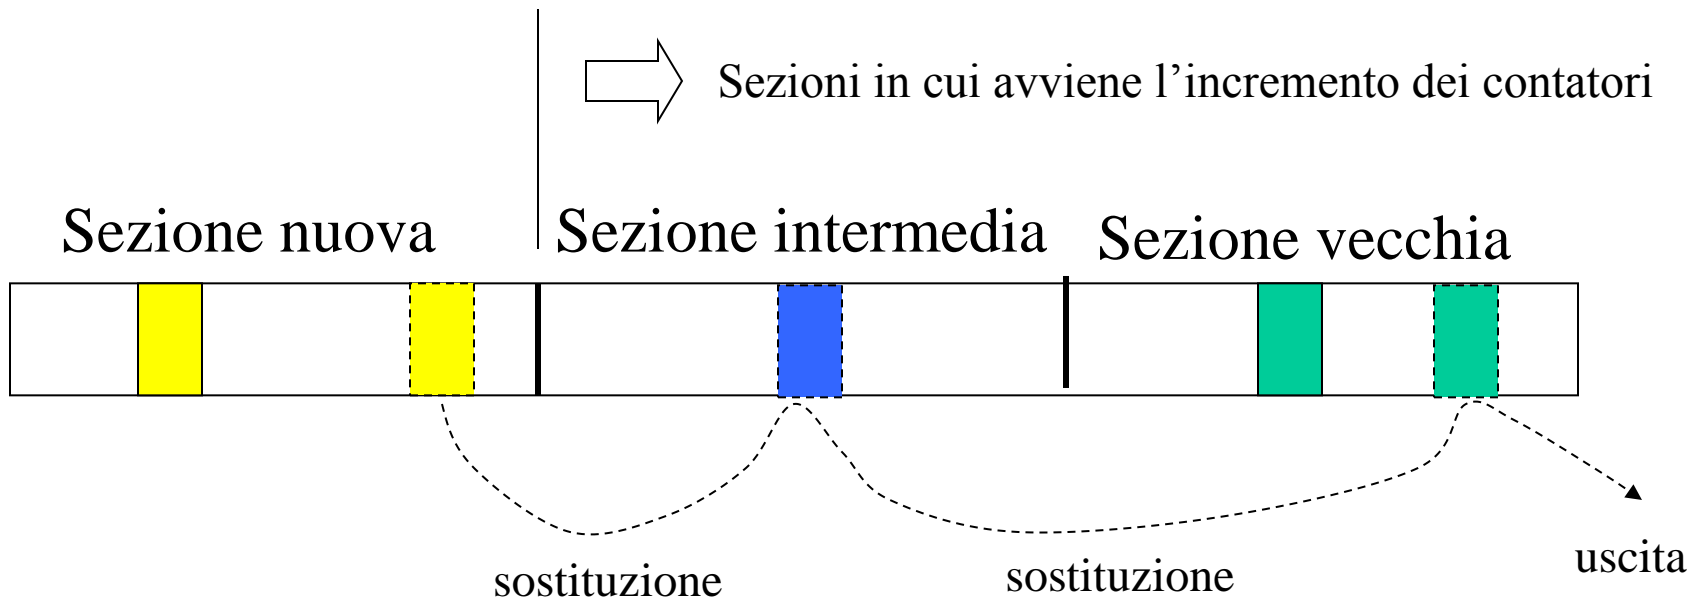 Sezioni in cui avviene l’incremento dei contatori
Sezione nuova
Sezione intermedia
Sezione vecchia
sostituzione
sostituzione
uscita